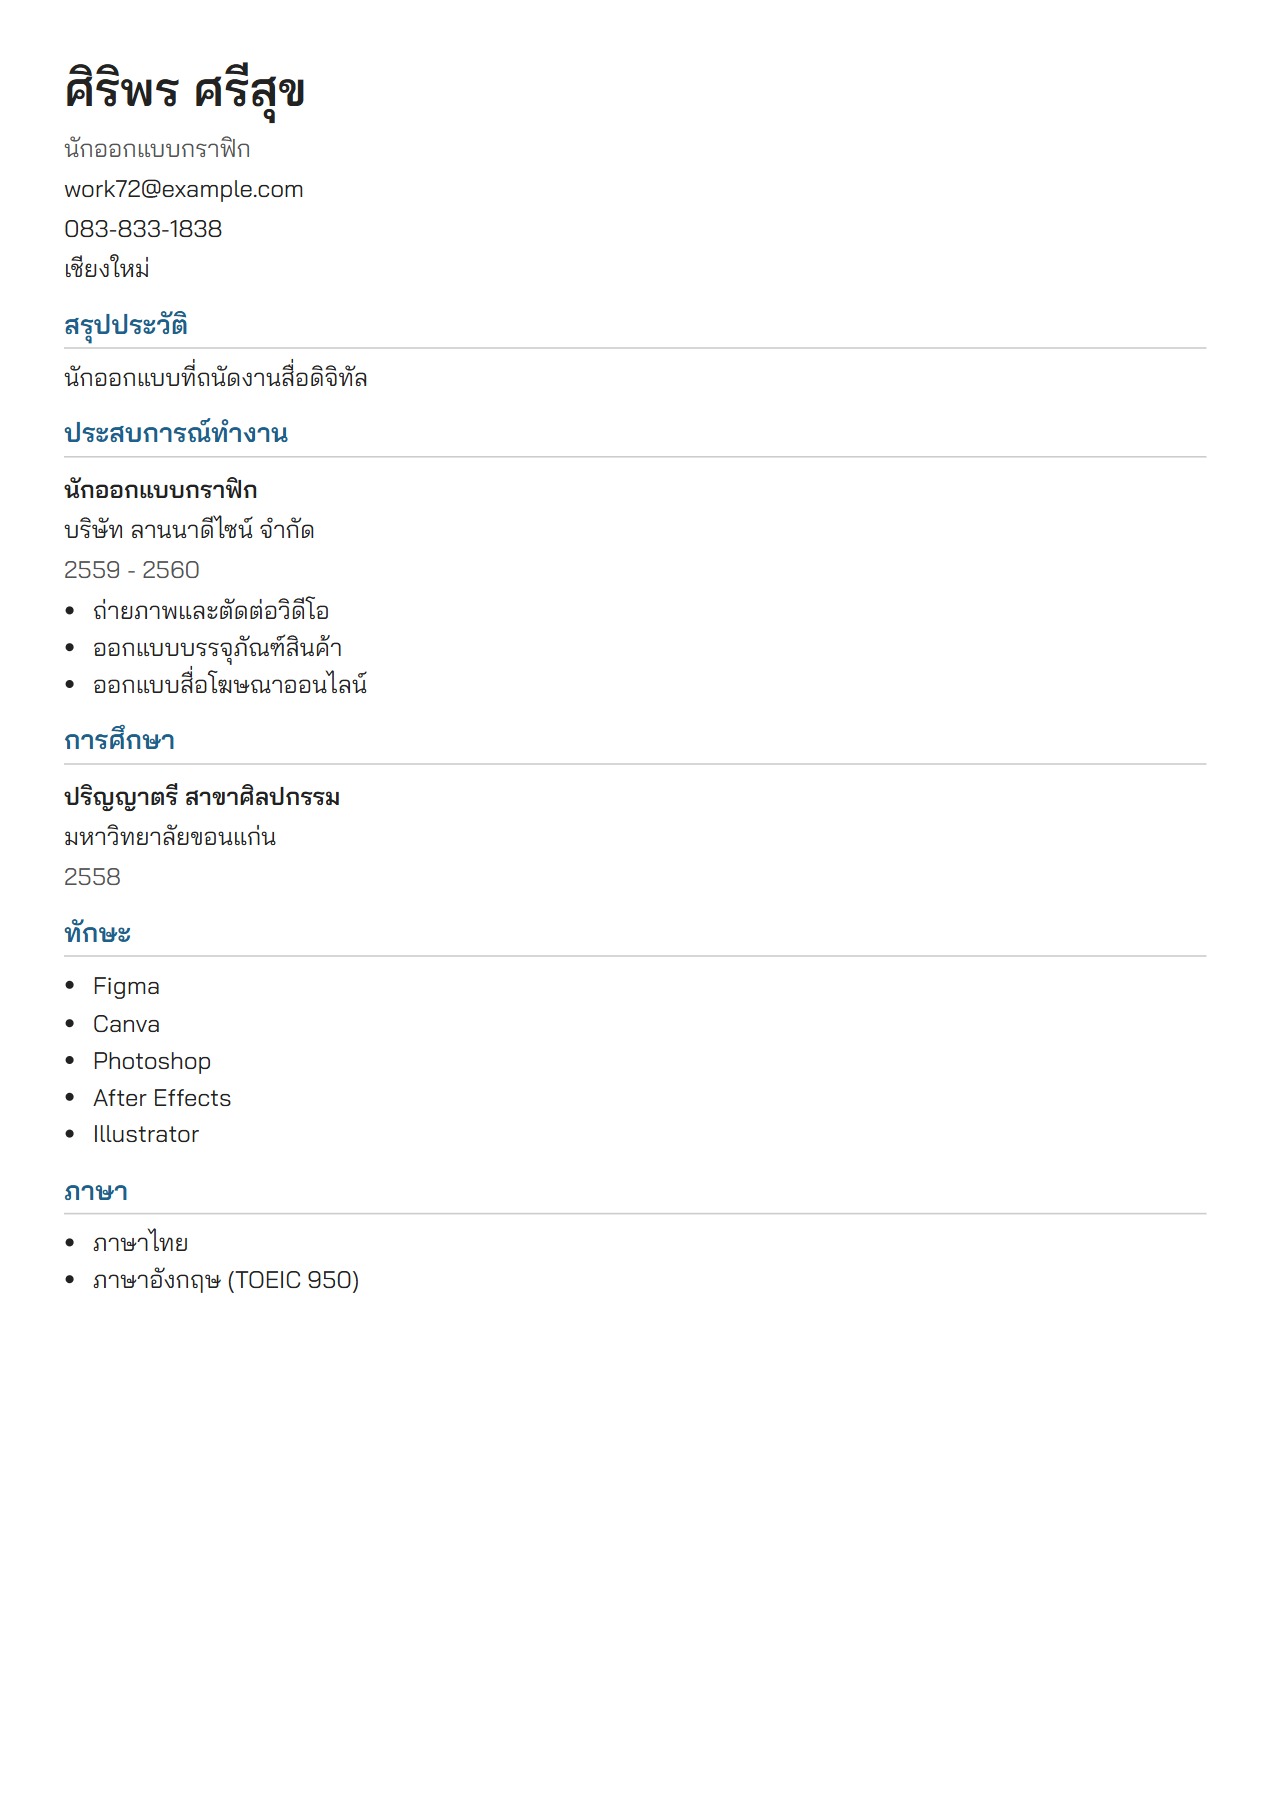 ศิริพร ศรีสุข
นักออกแบบกราฟิก
work72@example.com
083-833-1838
เชียงใหม่
สรุปประวัติ
นักออกแบบที่ถนัดงานสื่อดิจิทัล
ประสบการณ์ทำงาน
นักออกแบบกราฟิก
บริษัท ลานนาดีไซน์ จำกัด
2559 - 2560
• ถ่ายภาพและตัดต่อวิดีโอ
• ออกแบบบรรจุภัณฑ์สินค้า
• ออกแบบสื่อโฆษณาออนไลน์
การศึกษา
ปริญญาตรี สาขาศิลปกรรม
มหาวิทยาลัยขอนแก่น
2558
ทักษะ
• Figma
• Canva
• Photoshop
• After Effects
• Illustrator
ภาษา
• ภาษาไทย
• ภาษาอังกฤษ (TOEIC 950)